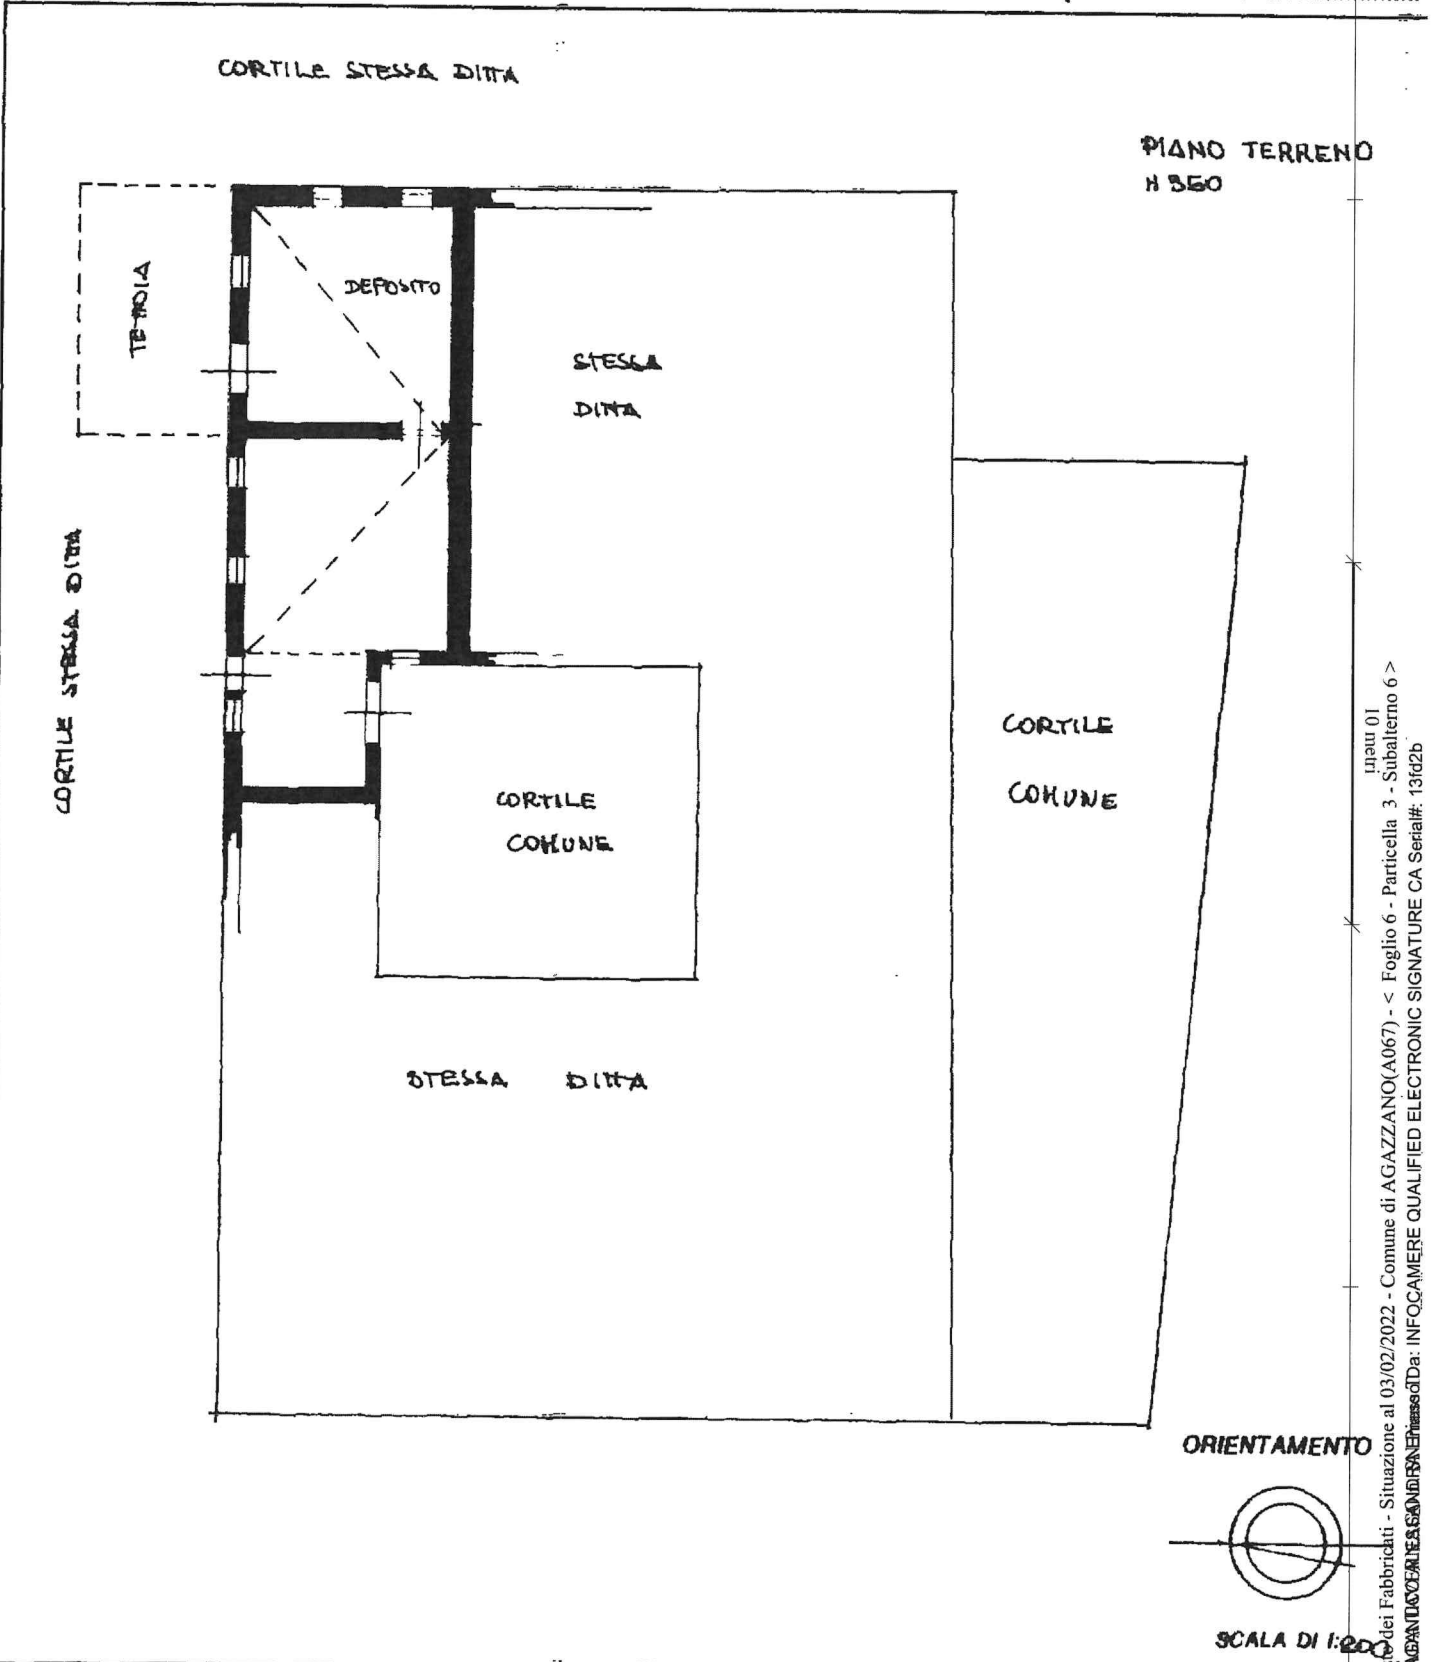 CORTILE STESSA DITTA
PIANO TERRENO
H 350
TETTOIA
DEPOSITO
STESSA
DITTA
CORTILE STESSA DITTA
CORTILE
COMUNE
CORTILE
COMUNE
STESSA DITTA
10 metri
dei Fabbricati - Situazione al 03/02/2022 - Comune di AGAZZANO(A067) - < Foglio 6 - Particella 3 - Subalterno 6 >
Da: INFOCAMERE QUALIFIED ELECTRONIC SIGNATURE CA Serial#: 13fd2b
ORIENTAMENTO
SCALA DI 1:200